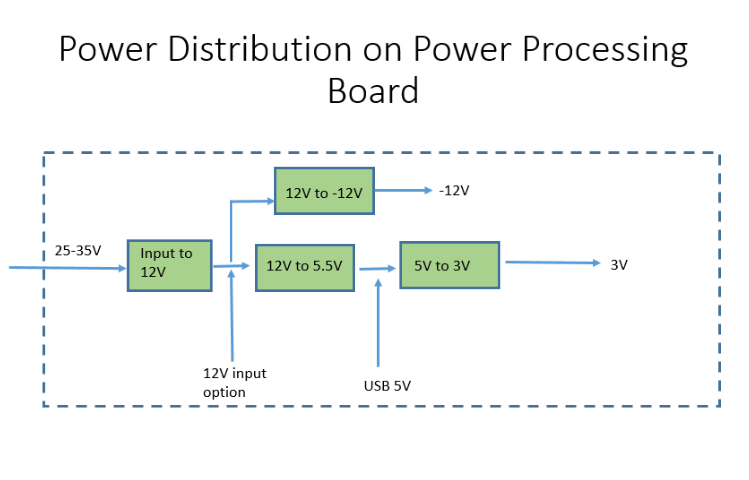 Power Distribution on Power Processing
Board
12V to -12V
-12V
25-35V
Input to
12V
12V to 5.5V
5V to 3V
3V
12V input
option
USB 5V